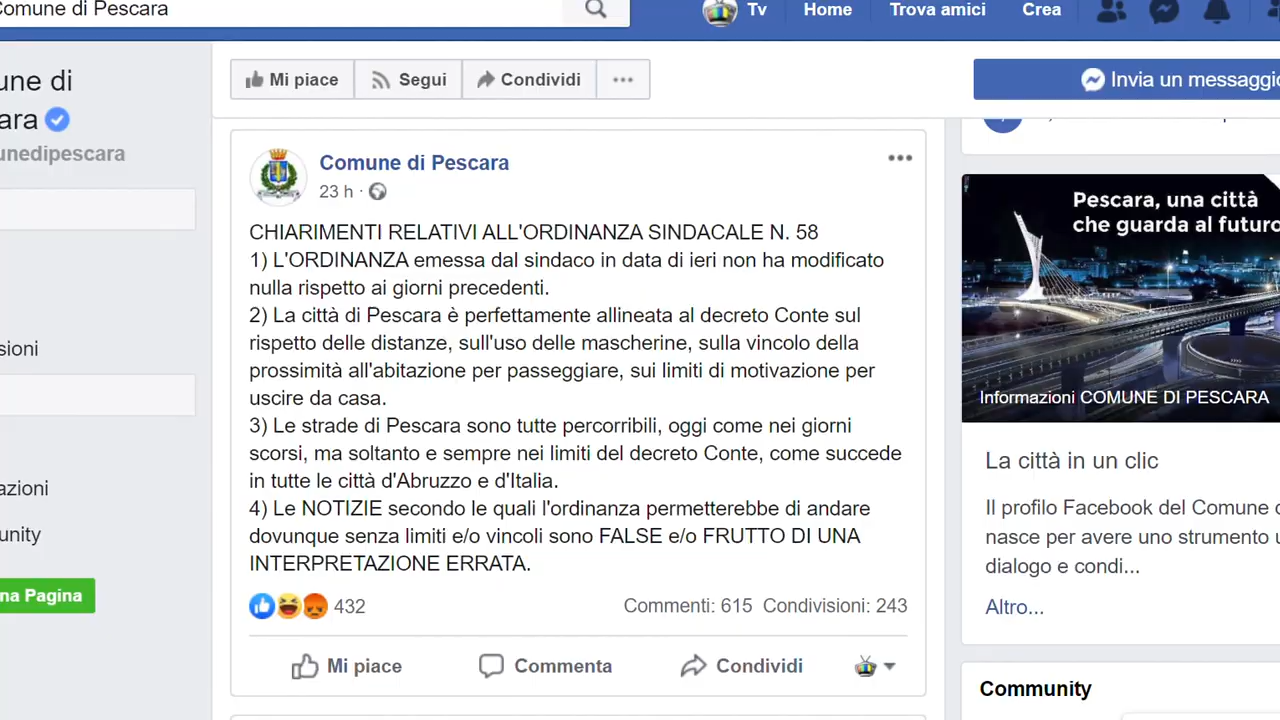 Comune di Pescara
Tv
Home
Trova amici
Crea
une di
ara
unedipescara
sioni
azioni
unity
na Pagina
Mi piace
Segui
Condividi
Invia un messaggio
Comune di Pescara
23 h ·
CHIARIMENTI RELATIVI ALL'ORDINANZA SINDACALE N. 58
1) L'ORDINANZA emessa dal sindaco in data di ieri non ha modificato
nulla rispetto ai giorni precedenti.
2) La città di Pescara è perfettamente allineata al decreto Conte sul
rispetto delle distanze, sull'uso delle mascherine, sulla vincolo della
prossimità all'abitazione per passeggiare, sui limiti di motivazione per
uscire da casa.
3) Le strade di Pescara sono tutte percorribili, oggi come nei giorni
scorsi, ma soltanto e sempre nei limiti del decreto Conte, come succede
in tutte le città d'Abruzzo e d'Italia.
4) Le NOTIZIE secondo le quali l'ordinanza permetterebbe di andare
dovunque senza limiti e/o vincoli sono FALSE e/o FRUTTO DI UNA
INTERPRETAZIONE ERRATA.
432
Commenti: 615 Condivisioni: 243
Mi piace
Commenta
Condividi
Pescara, una città
che guarda al futuro
Informazioni COMUNE DI PESCARA
La città in un clic
Il profilo Facebook del Comune
nasce per avere uno strumento
dialogo e condi...
Altro...
Community